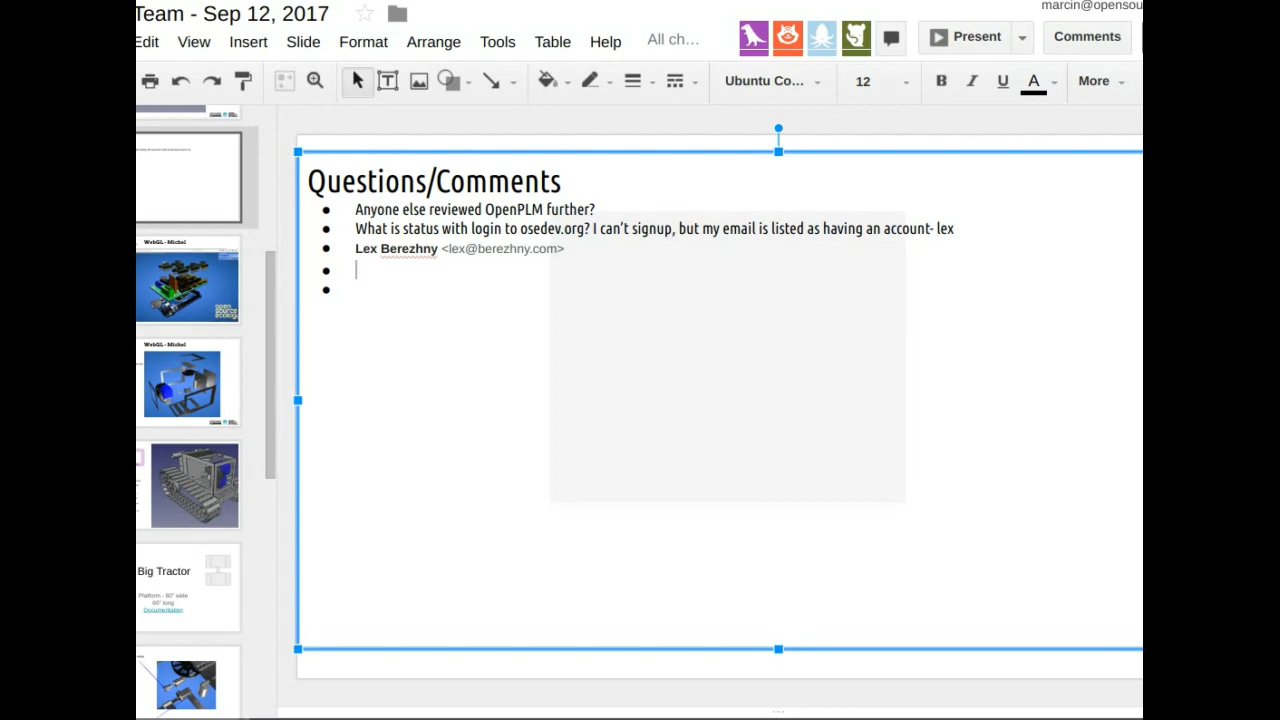 Team - Sep 12, 2017
marcin@opensou
Edit View Insert Slide Format Arrange Tools Table Help All ch…
Present
Comments
Ubuntu Co…
12
B I U A
More
Questions/Comments
Anyone else reviewed OpenPLM further?
What is status with login to osedev.org? I can't signup, but my email is listed as having an account- lex
Lex Berezhny <lex@berezhny.com>
WebGL - Michel
open
source
ecology
WebGL - Michel
Big Tractor
Platform - 60" wide
60" long
Documentation